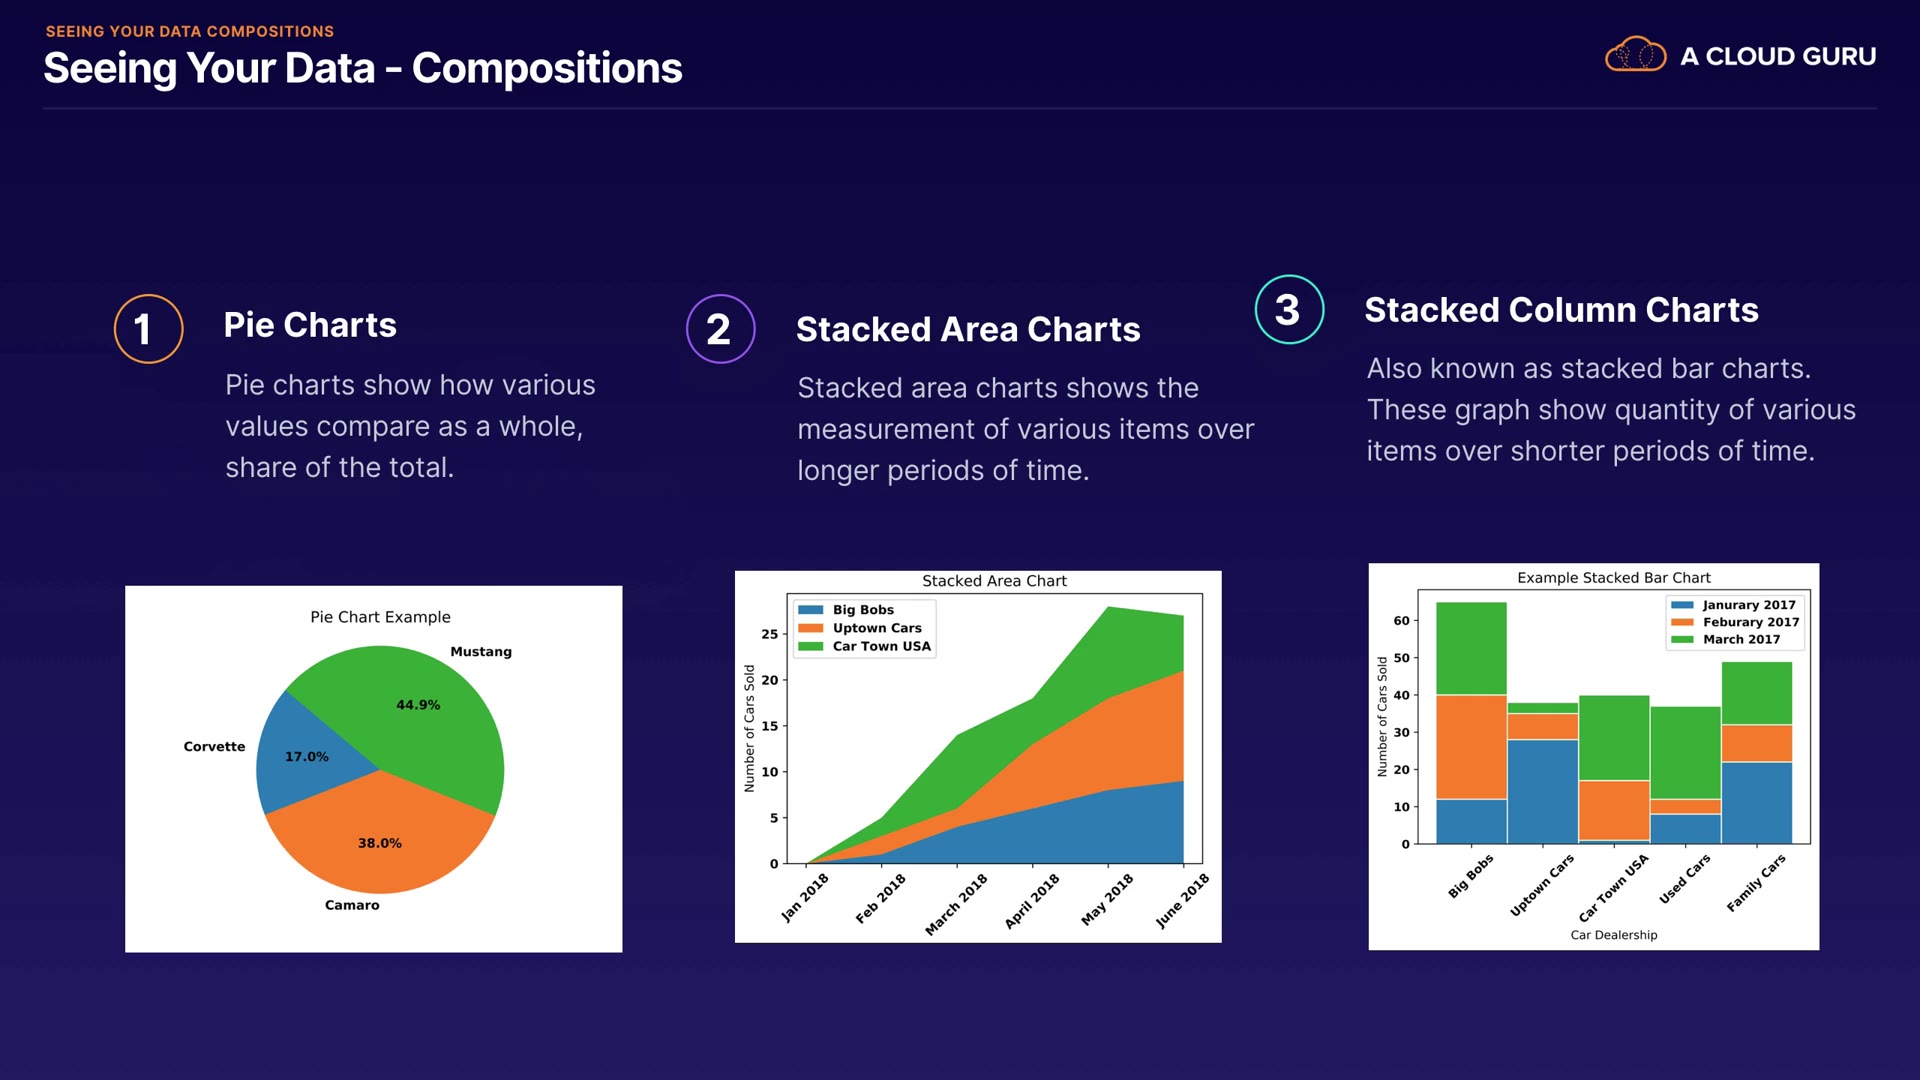 SEEING YOUR DATA COMPOSITIONS
Seeing Your Data - Compositions
A CLOUD GURU
1
Pie Charts
Pie charts show how various
values compare as a whole,
share of the total.
2
Stacked Area Charts
Stacked area charts shows the
measurement of various items over
longer periods of time.
3
Stacked Column Charts
Also known as stacked bar charts.
These graph show quantity of various
items over shorter periods of time.
Pie Chart Example
Mustang
44.9%
Corvette
17.0%
38.0%
Camaro
Stacked Area Chart
Big Bobs
Uptown Cars
Car Town USA
Number of Cars Sold
25
20
15
10
5
0
Jan 2018
Feb 2018
March 2018
April 2018
May 2018
June 2018
Example Stacked Bar Chart
Janurary 2017
Feburary 2017
March 2017
Number of Cars Sold
60
50
40
30
20
10
0
Big Bobs
Uptown Cars
Car Town USA
Used Cars
Family Cars
Car Dealership